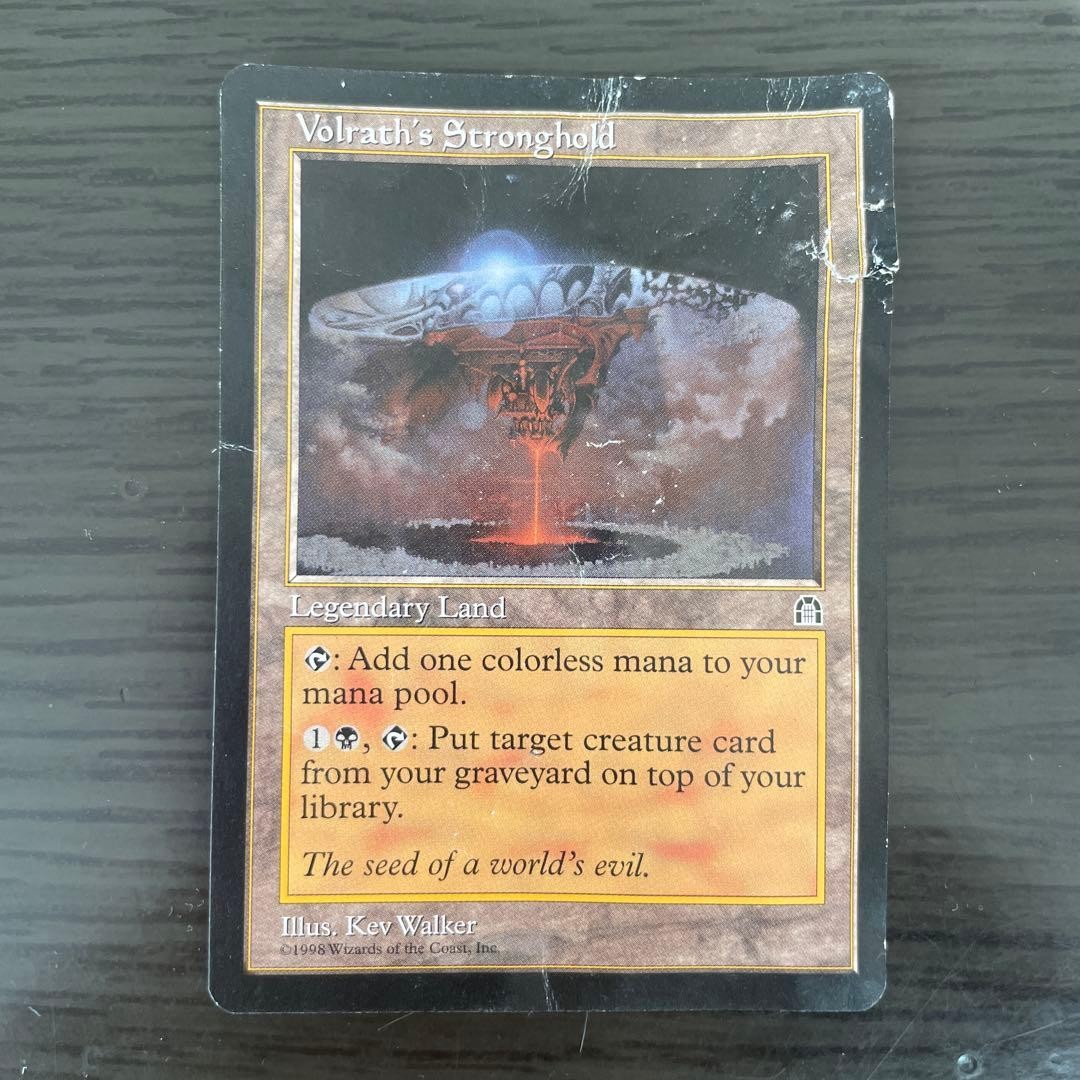 Volrath's Stronghold
Legendary Land
: Add one colorless mana to your
mana pool.
1, : Put target creature card
from your graveyard on top of your
library.
The seed of a world's evil.
Illus. Kev Walker
©1998 Wizards of the Coast, Inc.